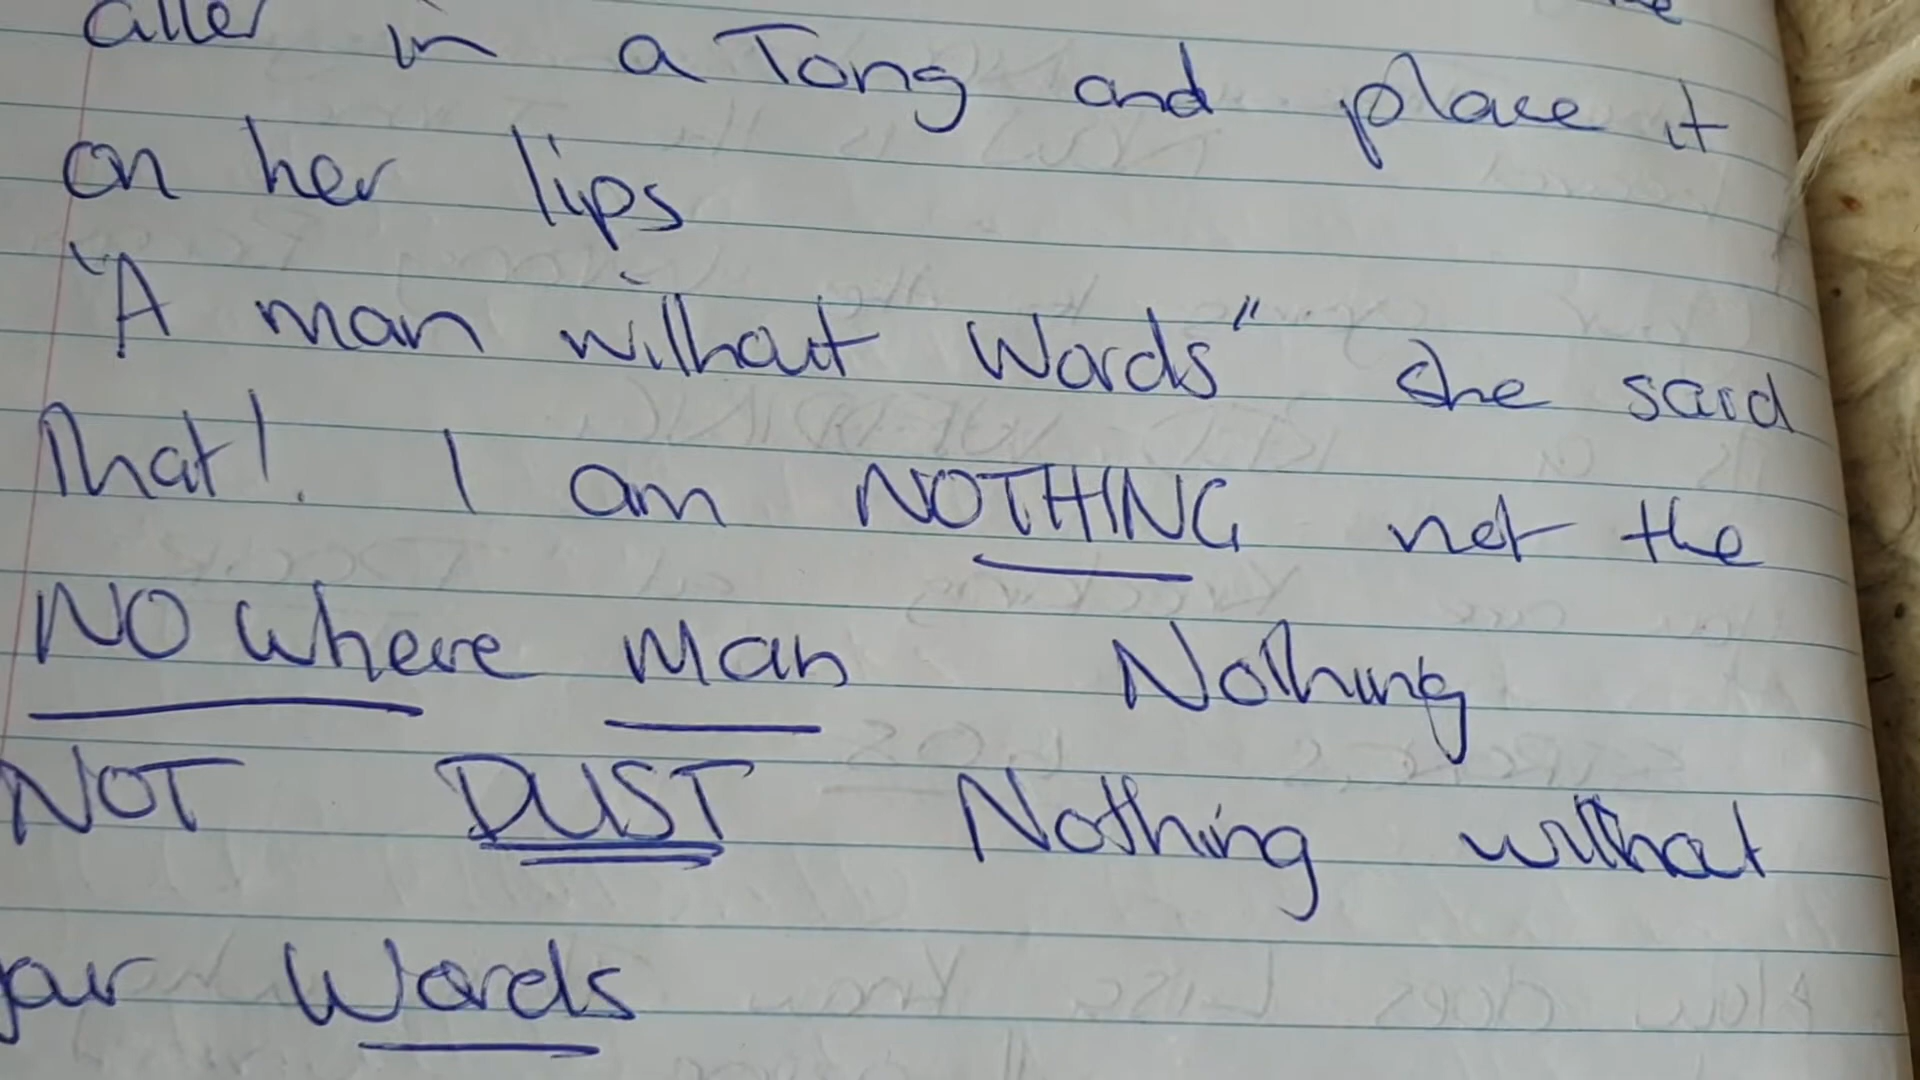 in a Tong and place it
on her lips
"A man without Words" she said
that! I am NOTHING not the
NO where man Nothing
NOT DUST Nothing without
your Words